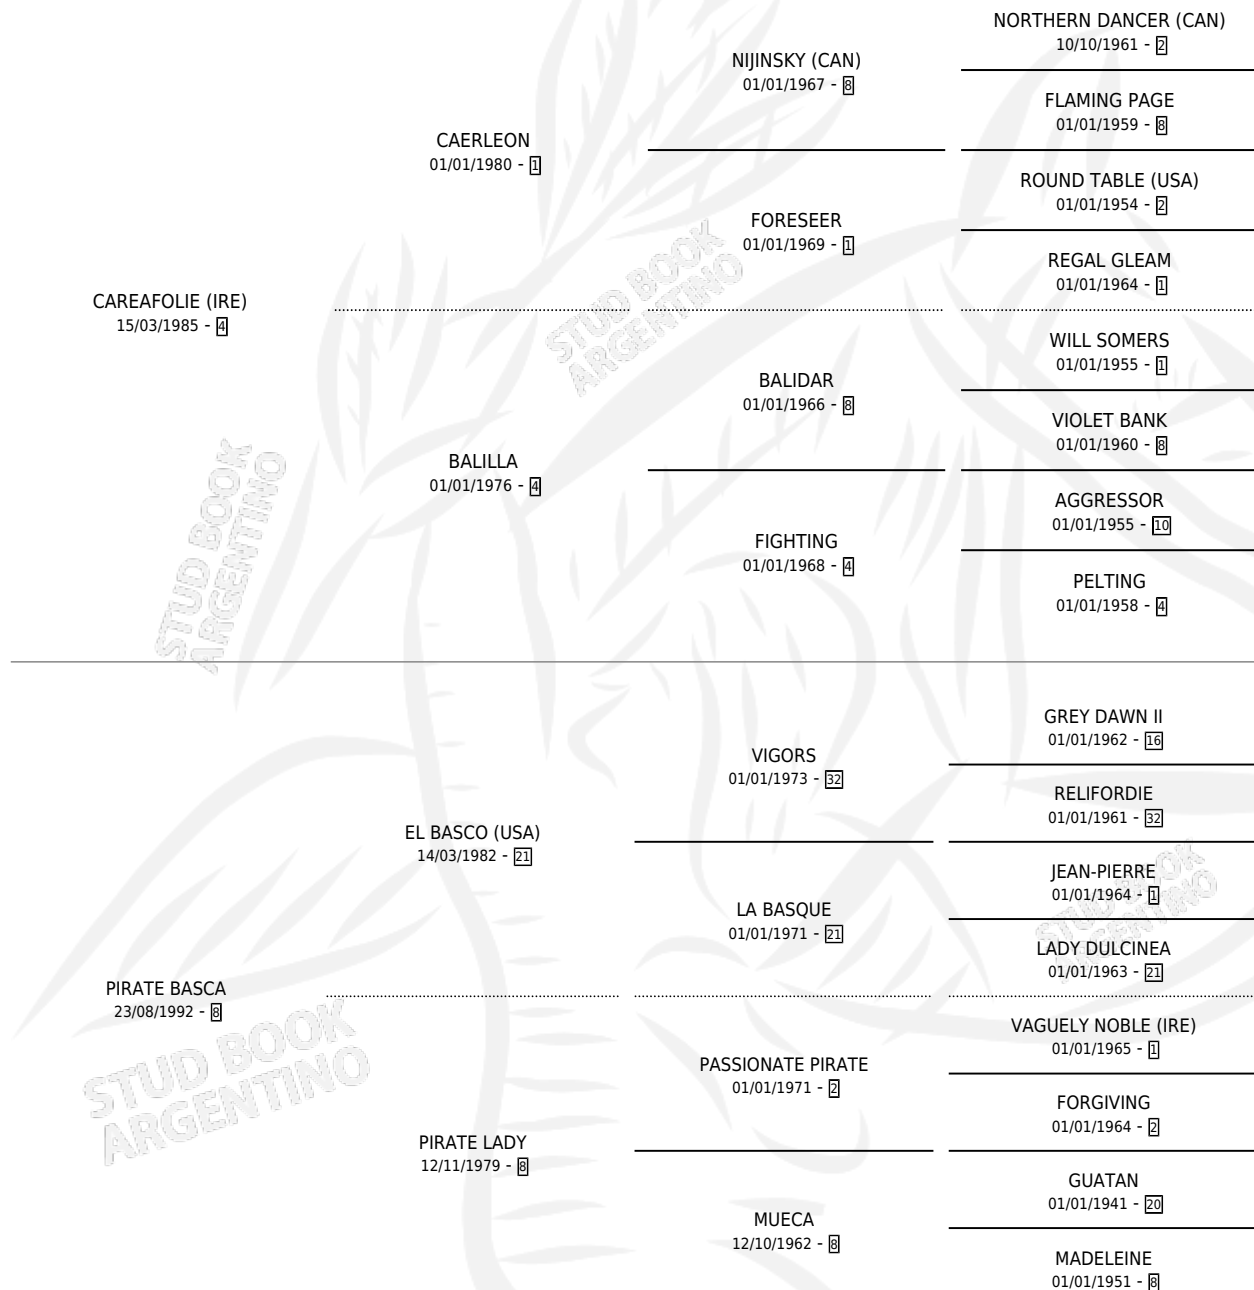 NORTHERN DANCER (CAN)
10/10/1961 - 2
NIJINSKY (CAN)
01/01/1967 - 8
FLAMING PAGE
01/01/1959 - 8
CAERLEON
01/01/1980 - 1
ROUND TABLE (USA)
01/01/1954 - 2
FORESEER
01/01/1969 - 1
REGAL GLEAM
01/01/1964 - 1
CAREAFOLIE (IRE)
15/03/1985 - 4
WILL SOMERS
01/01/1955 - 1
BALIDAR
01/01/1966 - 8
VIOLET BANK
01/01/1960 - 8
BALILLA
01/01/1976 - 4
AGGRESSOR
01/01/1955 - 10
FIGHTING
01/01/1968 - 4
PELTING
01/01/1958 - 4
GREY DAWN II
01/01/1962 - 16
VIGORS
01/01/1973 - 32
RELIFORDIE
01/01/1961 - 32
EL BASCO (USA)
14/03/1982 - 21
JEAN-PIERRE
01/01/1964 - 1
LA BASQUE
01/01/1971 - 21
LADY DULCINEA
01/01/1963 - 21
PIRATE BASCA
23/08/1992 - 8
VAGUELY NOBLE (IRE)
01/01/1965 - 1
PASSIONATE PIRATE
01/01/1971 - 2
FORGIVING
01/01/1964 - 2
PIRATE LADY
12/11/1979 - 8
GUATAN
01/01/1941 - 20
MUECA
12/10/1962 - 8
MADELEINE
01/01/1951 - 8
STUD BOOK
ARGENTINO
STUD BOOK
ARGENTINO
STUD BOOK
ARGENTINO
STUD BOOK
ARGENTINO